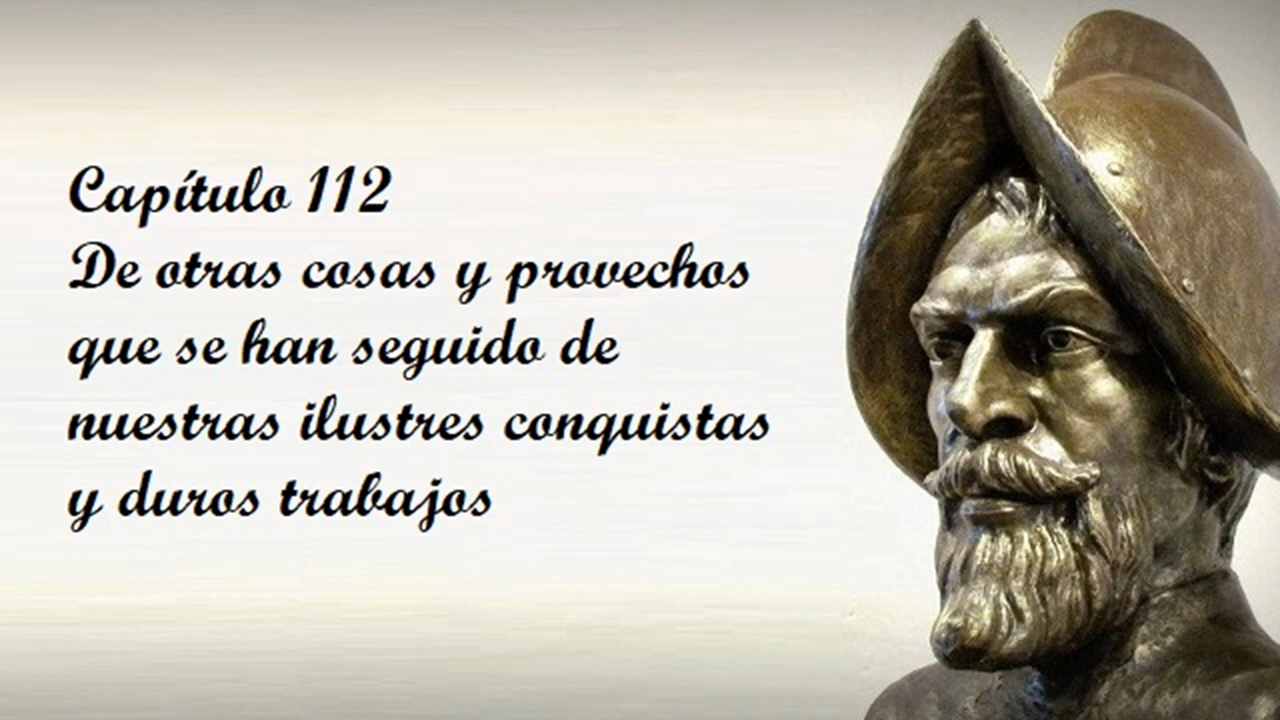 Capítulo 112
De otras cosas y provechos
que se han seguido de
nuestras ilustres conquistas
y duros trabajos